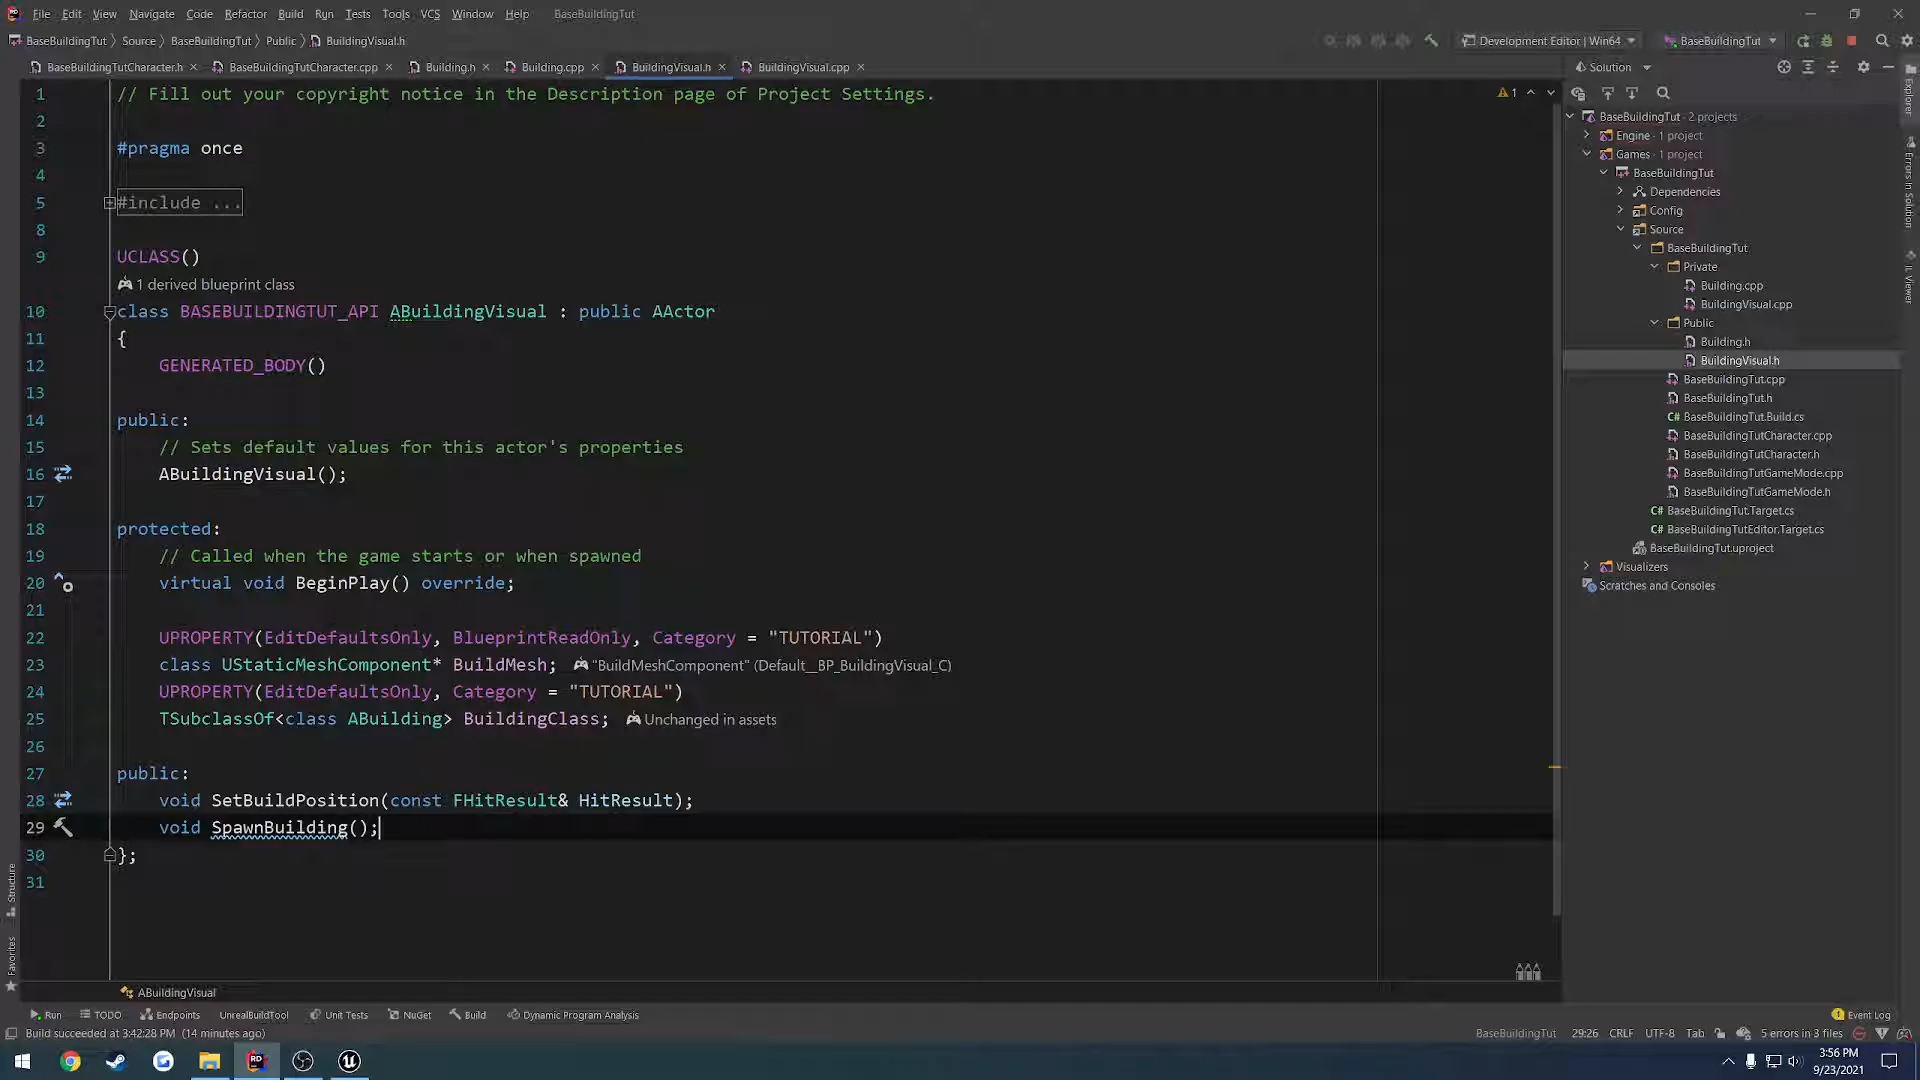 File Edit View Navigate Code Refactor Build Run Tests Tools VCS Window Help BaseBuildingTut
BaseBuildingTut Source BaseBuildingTut Public BuildingVisual.h
Development Editor | Win64 BaseBuildingTut
BaseBuildingTutCharacter.h BaseBuildingTutCharacter.cpp Building.h Building.cpp BuildingVisual.h BuildingVisual.cpp
Solution
1
1 // Fill out your copyright notice in the Description page of Project Settings.
2
3 #pragma once
4
5 #include ...
8
9 UCLASS()
1 derived blueprint class
10 class BASEBUILDINGTUT_API ABuildingVisual : public AActor
11 {
12 GENERATED_BODY()
13
14 public:
15 // Sets default values for this actor's properties
16 ABuildingVisual();
17
18 protected:
19 // Called when the game starts or when spawned
20 virtual void BeginPlay() override;
21
22 UPROPERTY(EditDefaultsOnly, BlueprintReadOnly, Category = "TUTORIAL")
23 class UStaticMeshComponent* BuildMesh; "BuildMeshComponent" (Default__BP_BuildingVisual_C)
24 UPROPERTY(EditDefaultsOnly, Category = "TUTORIAL")
25 TSubclassOf<class ABuilding> BuildingClass; Unchanged in assets
26
27 public:
28 void SetBuildPosition(const FHitResult& HitResult);
29 void SpawnBuilding();
30 };
31
BaseBuildingTut · 2 projects
Engine · 1 project
Games · 1 project
BaseBuildingTut
Dependencies
Config
Source
BaseBuildingTut
Private
Building.cpp
BuildingVisual.cpp
Public
Building.h
BuildingVisual.h
BaseBuildingTut.cpp
BaseBuildingTut.h
C# BaseBuildingTut.Build.cs
BaseBuildingTutCharacter.cpp
BaseBuildingTutCharacter.h
BaseBuildingTutGameMode.cpp
BaseBuildingTutGameMode.h
C# BaseBuildingTut.Target.cs
C# BaseBuildingTutEditor.Target.cs
BaseBuildingTut.uproject
Visualizers
Scratches and Consoles
Explorer
Errors In Solution
IL Viewer
Structure
Favorites
ABuildingVisual
Run TODO Endpoints UnrealBuildTool Unit Tests NuGet Build Dynamic Program Analysis Event Log
Build succeeded at 3:42:28 PM (14 minutes ago) BaseBuildingTut 29:26 CRLF UTF-8 Tab 5 errors in 3 files
RD
3:56 PM
9/23/2021